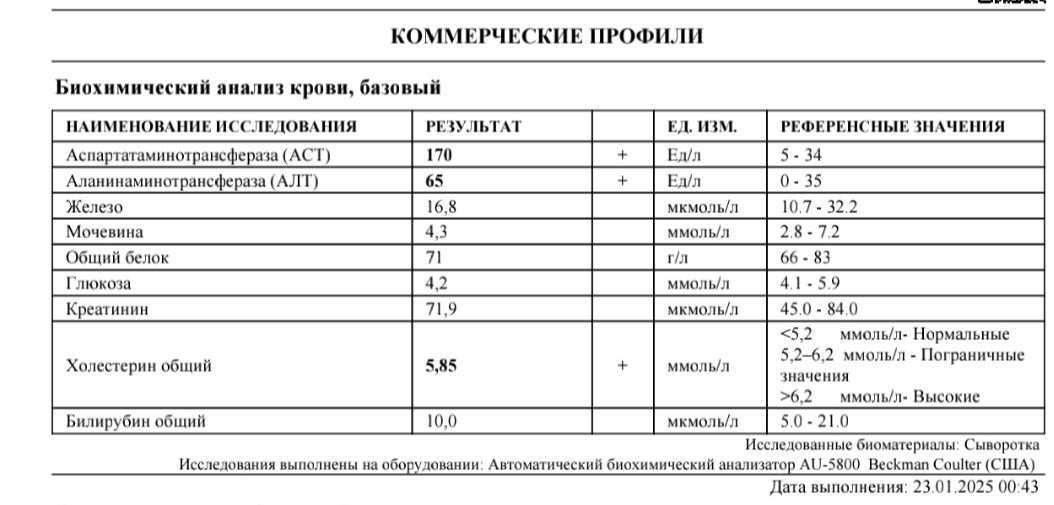 КОММЕРЧЕСКИЕ ПРОФИЛИ
Биохимический анализ крови, базовый
НАИМЕНОВАНИЕ ИССЛЕДОВАНИЯ РЕЗУЛЬТАТ ЕД. ИЗМ. РЕФЕРЕНСНЫЕ ЗНАЧЕНИЯ
Аспартатаминотрансфераза (АСТ) 170 + Ед/л 5 - 34
Аланинаминотрансфераза (АЛТ) 65 + Ед/л 0 - 35
Железо 16,8 мкмоль/л 10.7 - 32.2
Мочевина 4,3 ммоль/л 2.8 - 7.2
Общий белок 71 г/л 66 - 83
Глюкоза 4,2 ммоль/л 4.1 - 5.9
Креатинин 71,9 мкмоль/л 45.0 - 84.0
Холестерин общий 5,85 + ммоль/л <5,2 ммоль/л- Нормальные
5,2–6,2 ммоль/л - Пограничные
значения
>6,2 ммоль/л- Высокие
Билирубин общий 10,0 мкмоль/л 5.0 - 21.0
Исследованные биоматериалы: Сыворотка
Исследования выполнены на оборудовании: Автоматический биохимический анализатор AU-5800 Beckman Coulter (США)
Дата выполнения: 23.01.2025 00:43